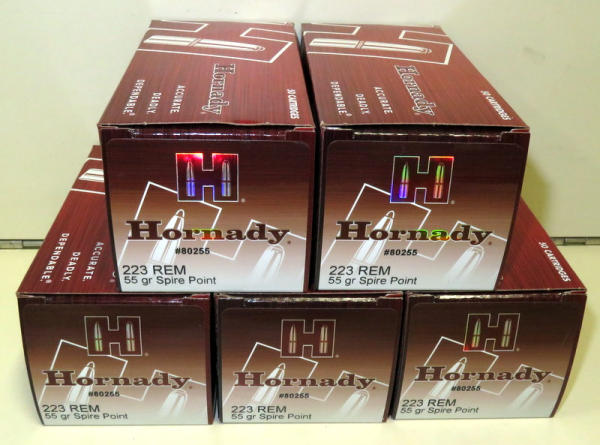 Hornady
50 CARTRIDGES
ACCURATE
DEADLY
DEPENDABLE®
Hornady
50 CARTRIDGES
ACCURATE
DEADLY
DEPENDABLE®
H
Hornady®
#80255
223 REM
55 gr Spire Point
H
Hornady®
#80255
223 REM
55 gr Spire Point
ACCURATE
DEADLY
DEPENDABLE®
50 CARTRIDGES
H
Hornady®
#80255
223 REM
55 gr Spire Point
H
Hornady®
#80255
223 REM
55 gr Spire Point
H
Hornady®
#80255
223 REM
55 gr Spire Point